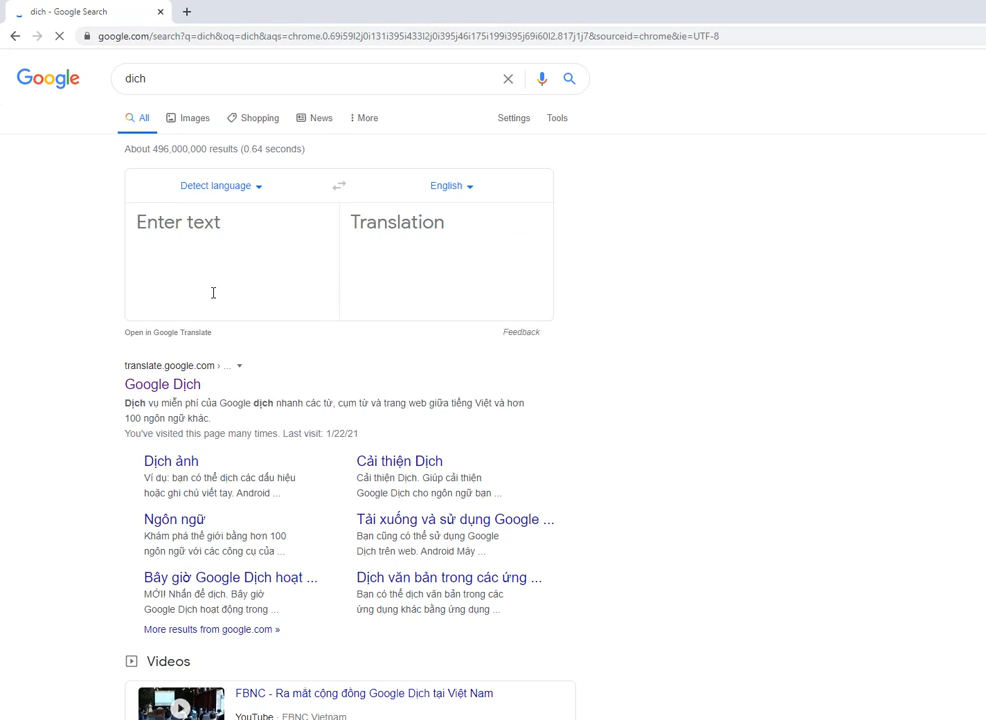 dich - Google Search
google.com/search?q=dich&oq=dich&aqs=chrome.0.69i59l2j0i131i395i433l2j0i395j46i175i199i395j69i60l2.817j1j7&sourceid=chrome&ie=UTF-8
Google
dich
All Images Shopping News More Settings Tools
About 496,000,000 results (0.64 seconds)
Detect language English
Enter text Translation
Open in Google Translate Feedback
translate.google.com › ...
Google Dịch
Dịch vụ miễn phí của Google dịch nhanh các từ, cụm từ và trang web giữa tiếng Việt và hơn
100 ngôn ngữ khác.
You've visited this page many times. Last visit: 1/22/21
Dịch ảnh Cải thiện Dịch
Ví dụ: bạn có thể dịch các dấu hiệu Cải thiện Dịch. Giúp cải thiện
hoặc ghi chú viết tay. Android ... Google Dịch cho ngôn ngữ bạn ...
Ngôn ngữ Tải xuống và sử dụng Google ...
Khám phá thế giới bằng hơn 100 Bạn cũng có thể sử dụng Google
ngôn ngữ với các công cụ của ... Dịch trên web. Android Máy ...
Bây giờ Google Dịch hoạt ... Dịch văn bản trong các ứng ...
MỚI! Nhấn để dịch. Bây giờ Bạn có thể dịch văn bản trong các
Google Dịch hoạt động trong ... ứng dụng khác bằng ứng dụng ...
More results from google.com »
Videos
FBNC - Ra mắt cộng đồng Google Dịch tại Việt Nam
YouTube · FBNC Vietnam